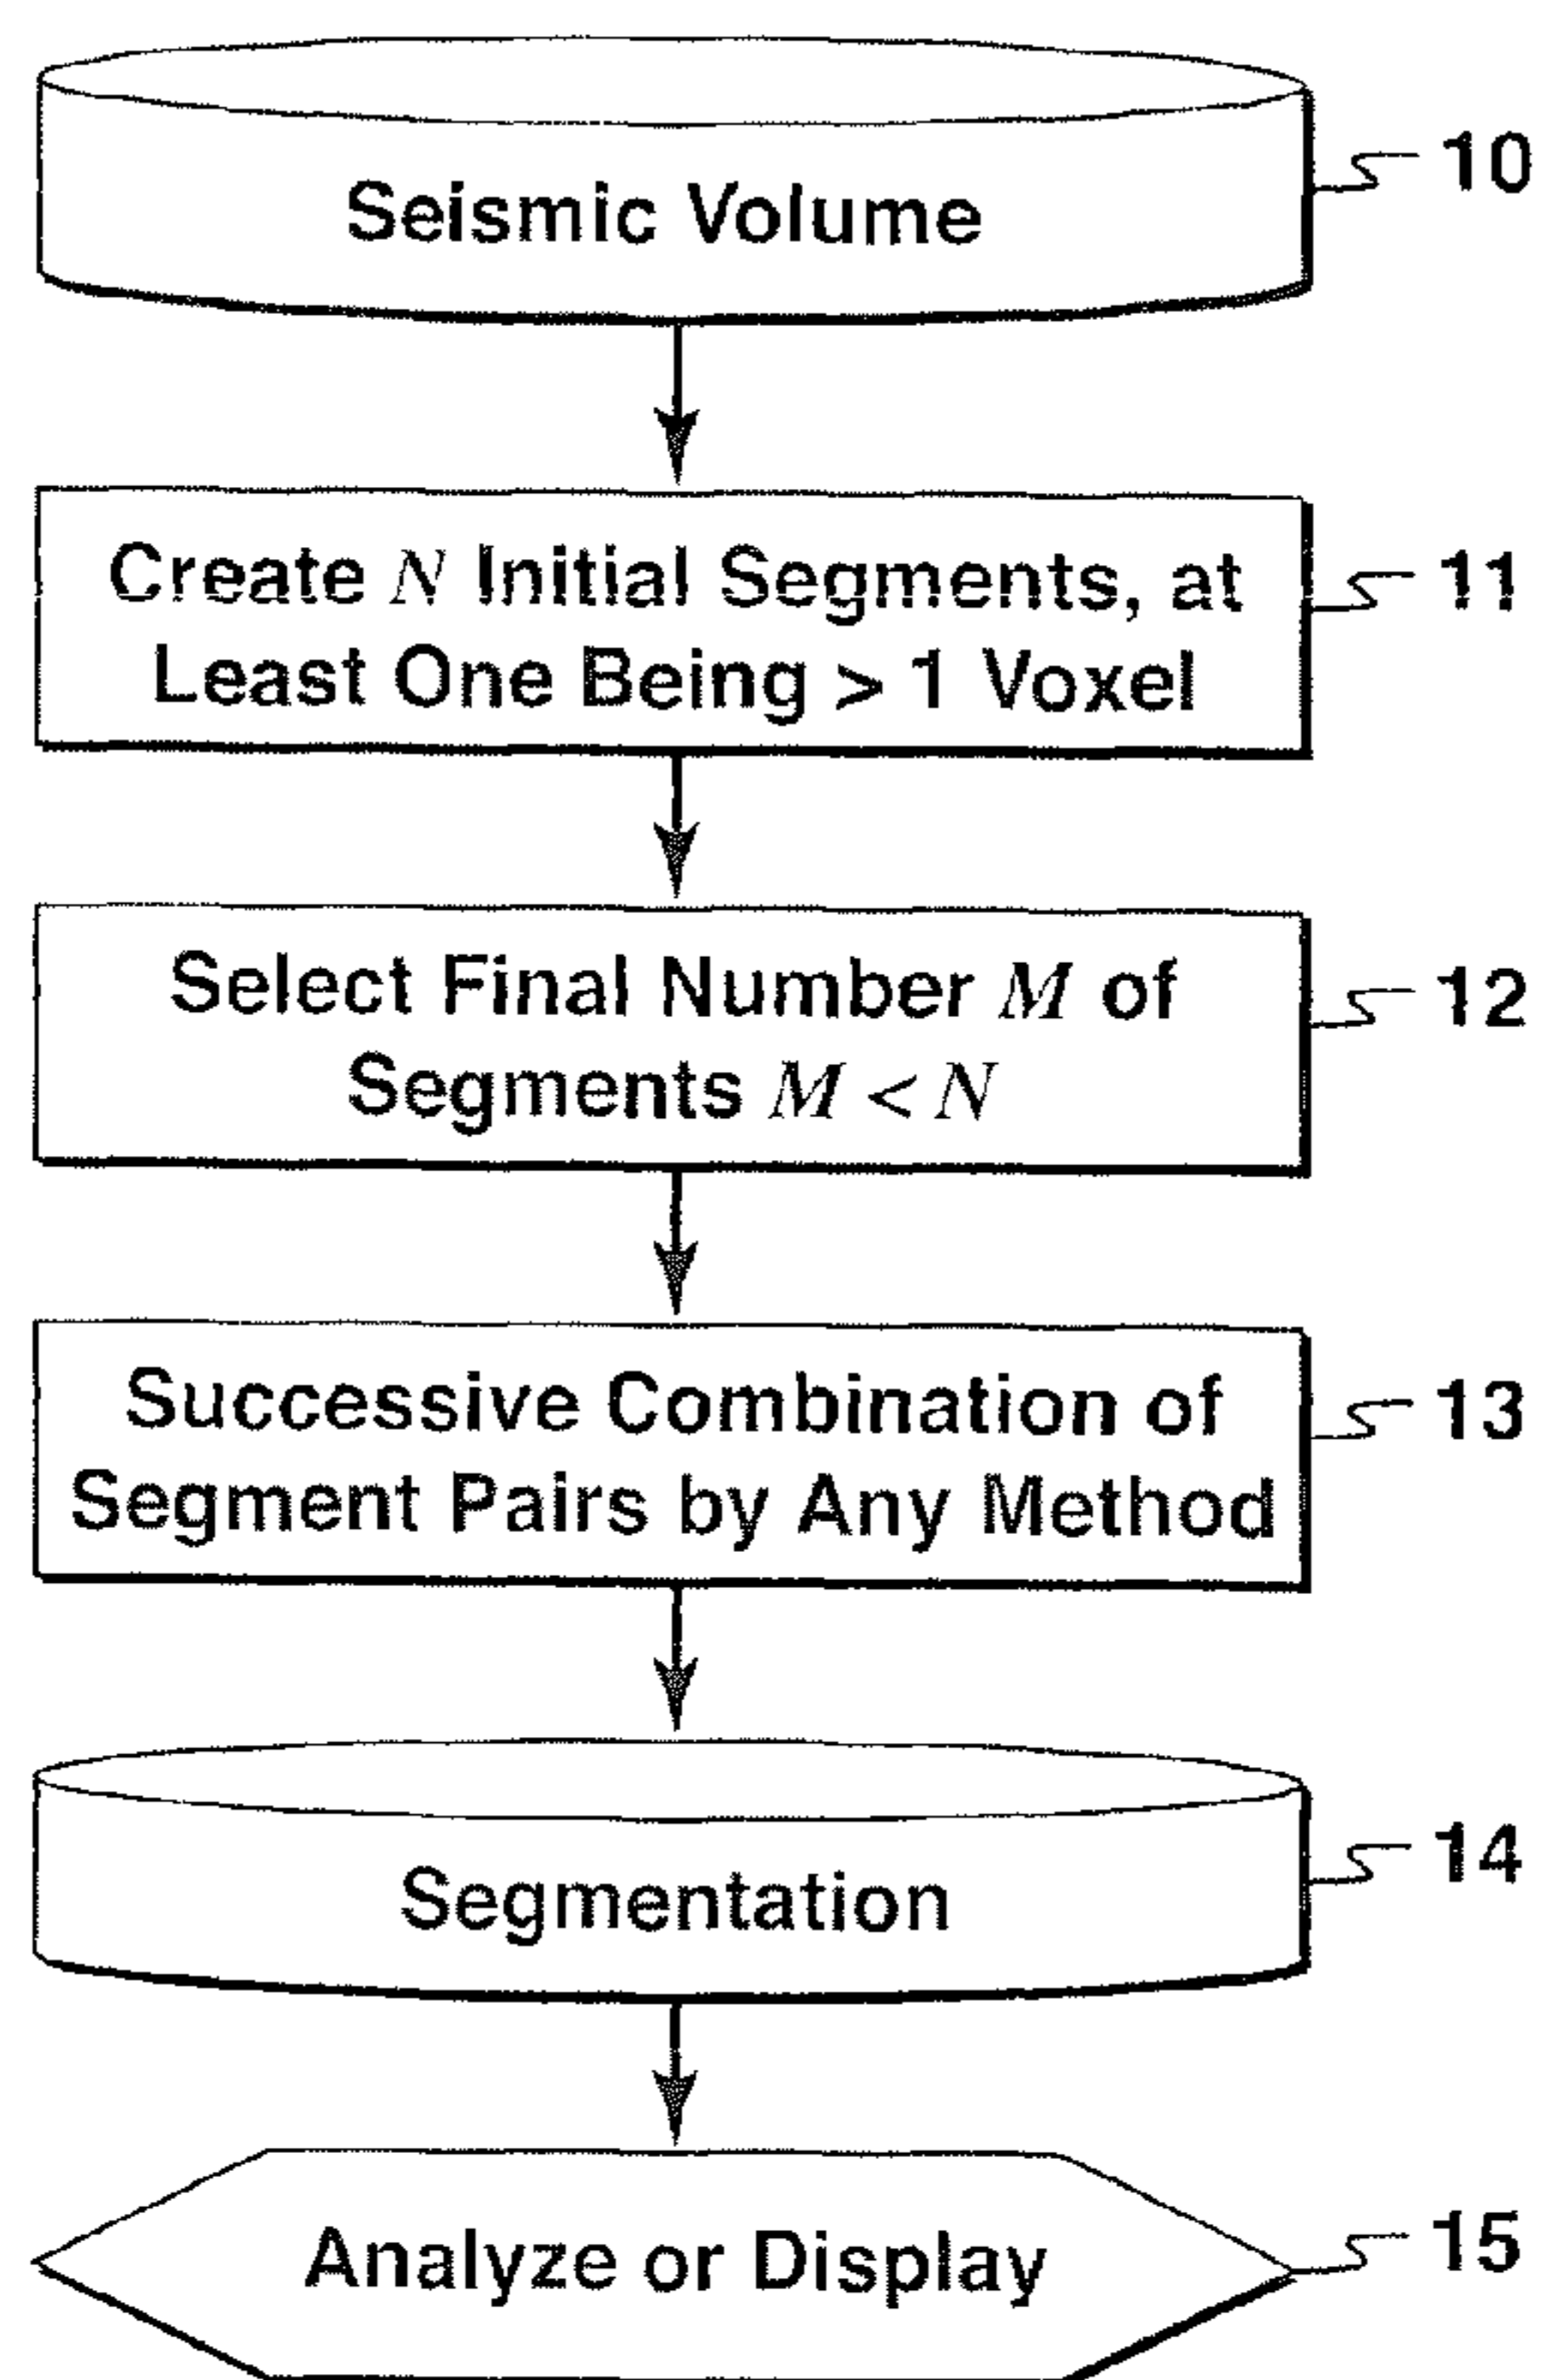 Seismic Volume
10
Create N Initial Segments, at
Least One Being > 1 Voxel
11
Select Final Number M of
Segments M < N
12
Successive Combination of
Segment Pairs by Any Method
13
Segmentation
14
Analyze or Display
15